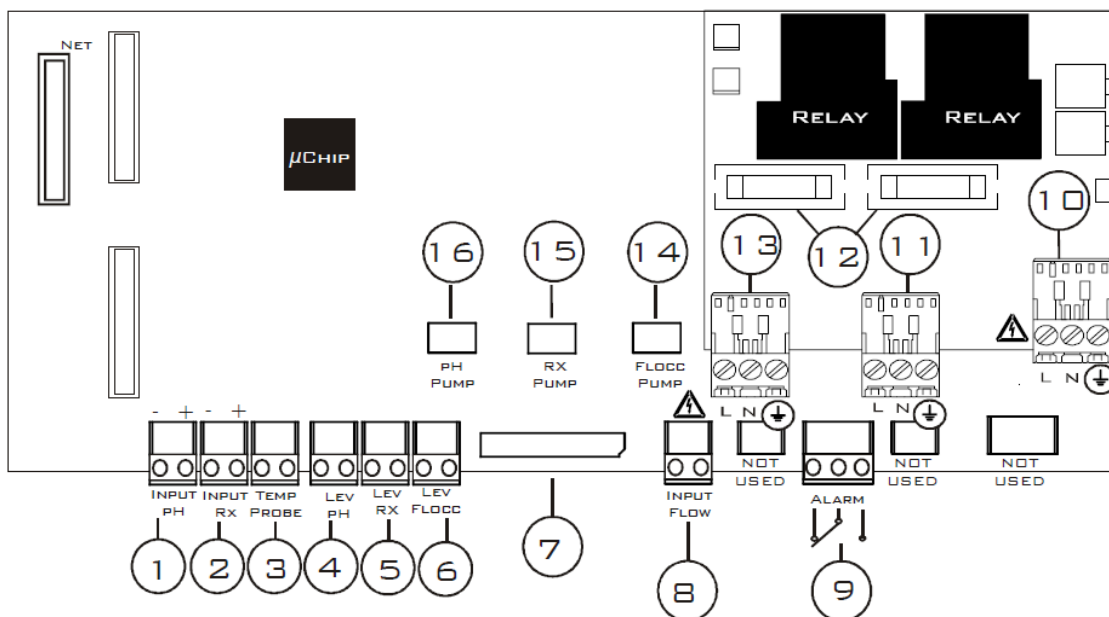 NET
µCHIP
RELAY
RELAY
10
16
15
14
13
12
11
PH
PUMP
RX
PUMP
FLOCC
PUMP
L N
L N
L N
- + - +
INPUT
PH
INPUT
RX
TEMP
PROBE
LEV
PH
LEV
RX
LEV
FLOCC
INPUT
FLOW
NOT
USED
ALARM
NOT
USED
NOT
USED
1
2
3
4
5
6
7
8
9